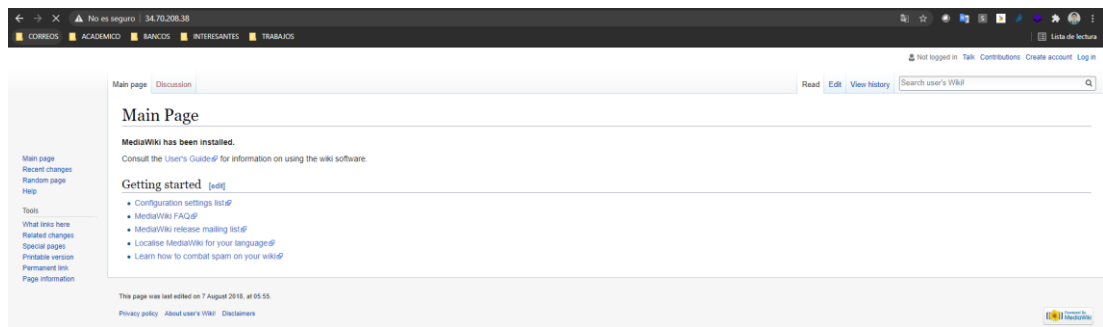 No es seguro | 34.70.208.38
CORREOS ACADEMICO BANCOS INTERESANTES TRABAJOS Lista de lectura
Not logged in Talk Contributions Create account Log in
Main page Discussion Read Edit View history Search user's Wiki!
Main Page
MediaWiki has been installed.
Consult the User's Guide for information on using the wiki software.
Getting started [edit]
• Configuration settings list
• MediaWiki FAQ
• MediaWiki release mailing list
• Localise MediaWiki for your language
• Learn how to combat spam on your wiki
Main page
Recent changes
Random page
Help
Tools
What links here
Related changes
Special pages
Printable version
Permanent link
Page information
This page was last edited on 7 August 2018, at 05:55.
Privacy policy About user's Wiki! Disclaimers
Powered By
MediaWiki